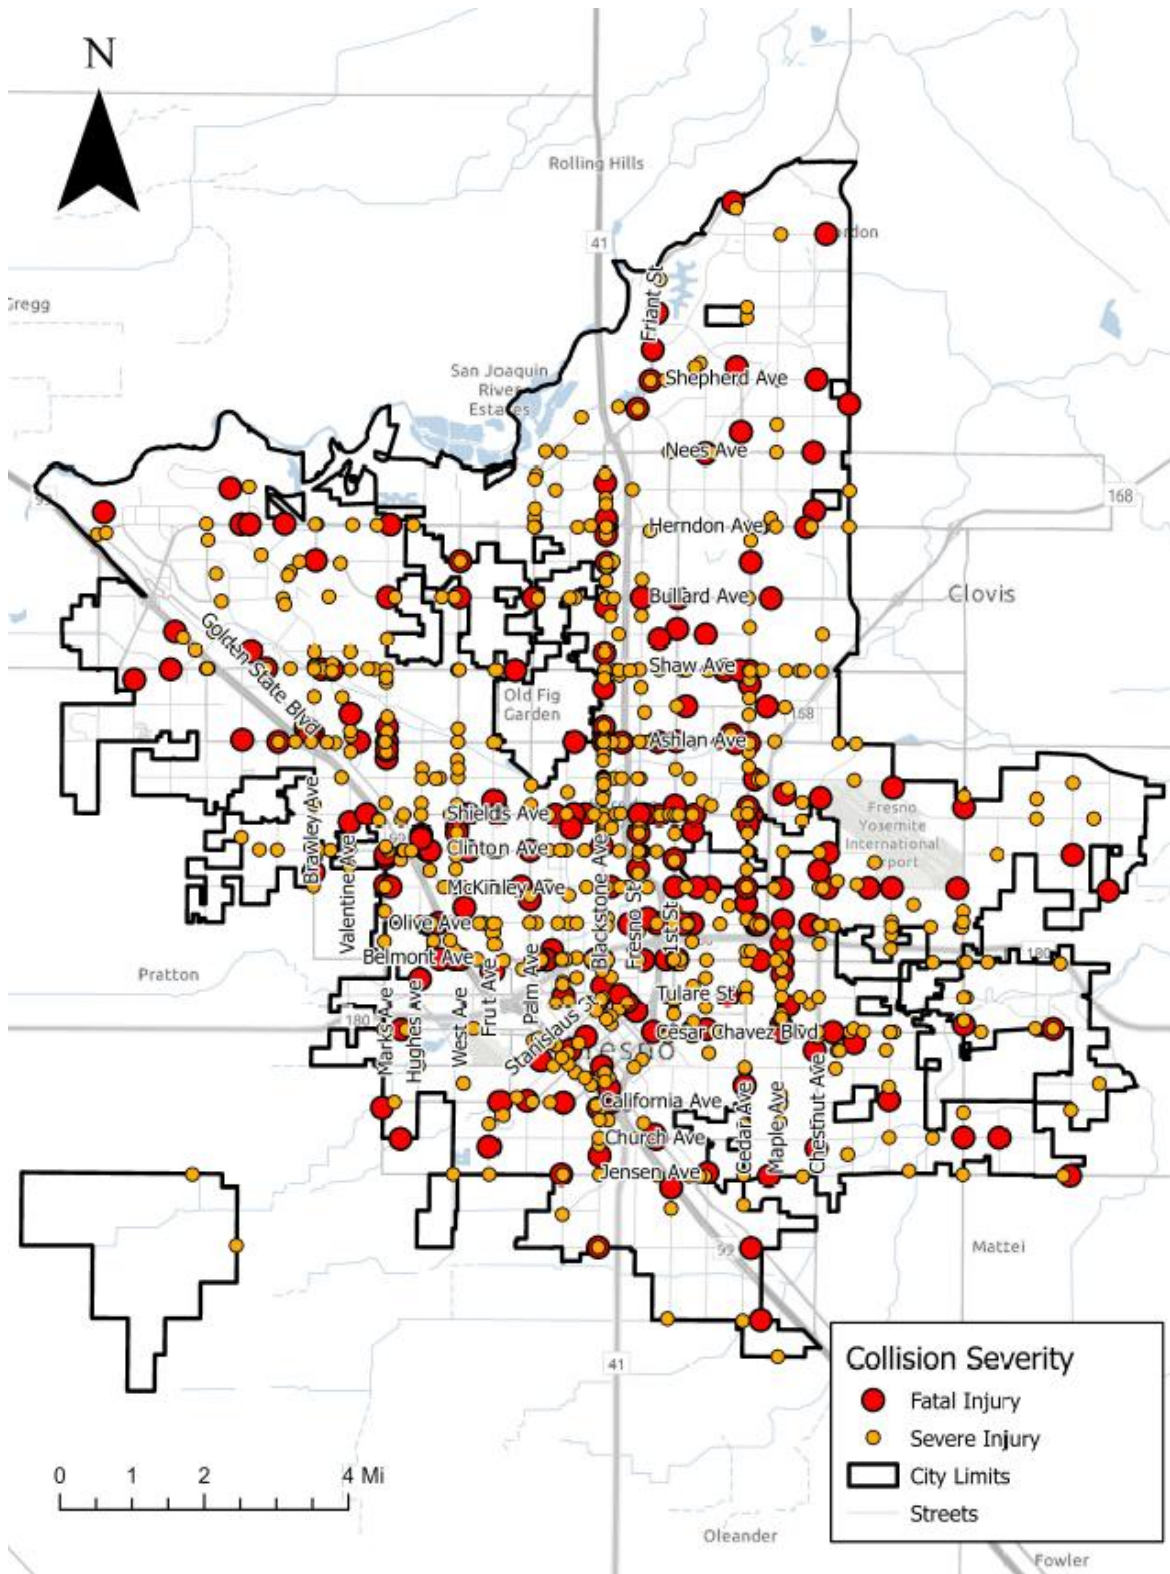 N
Rolling Hills
41
Friant St
San Joaquin
River
Estates
Shepherd Ave
Nees Ave
168
99
Herndon Ave
Clovis
Bullard Ave
Golden State Blvd
Shaw Ave
Old Fig
Garden
168
Ashlan Ave
Brawley Ave
Shields Ave
Fresno
Yosemite
International
Airport
99
Valentine Ave
Clinton Ave
Blackstone Ave
McKinley Ave
Fresno St
1st St
Olive Ave
Belmont Ave
180
Pratton
Palm Ave
Fruit Ave
Tulare St
Marks Ave
Hughes Ave
West Ave
180
Cesar Chavez Blvd
Fresno
Cedar Ave
Maple Ave
Chestnut Ave
California Ave
Church Ave
Jensen Ave
Mattei
99
41
Collision Severity
Fatal Injury
Severe Injury
City Limits
Streets
0 1 2 4 Mi
Oleander
Fowler